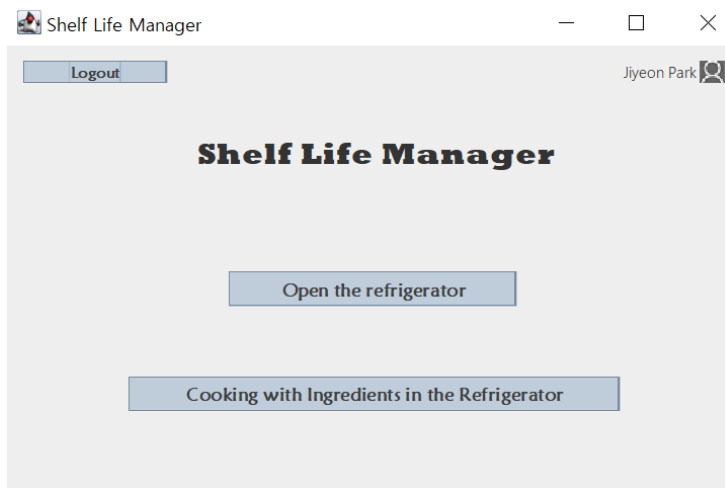 Shelf Life Manager
Logout
Jiyeon Park
Shelf Life Manager
Open the refrigerator
Cooking with Ingredients in the Refrigerator